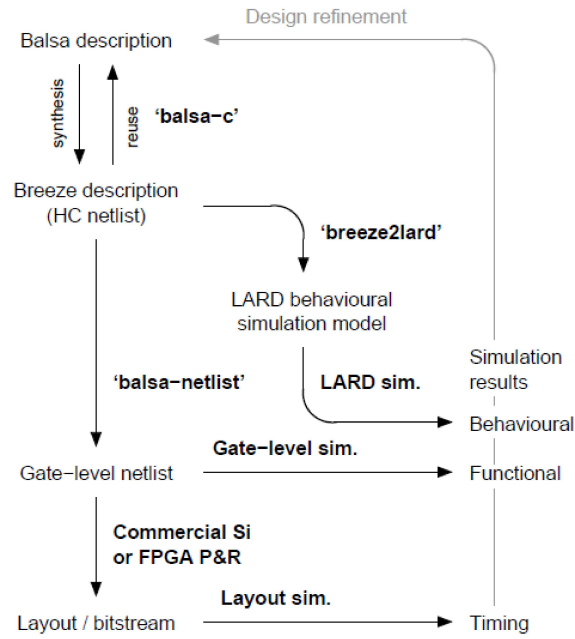 Design refinement
Balsa description
synthesis
reuse
‘balsa−c’
Breeze description
(HC netlist)
‘breeze2lard’
LARD behavioural
simulation model
Simulation
results
‘balsa−netlist’
LARD sim.
Behavioural
Gate−level sim.
Gate−level netlist
Functional
Commercial Si
or FPGA P&R
Layout sim.
Layout / bitstream
Timing